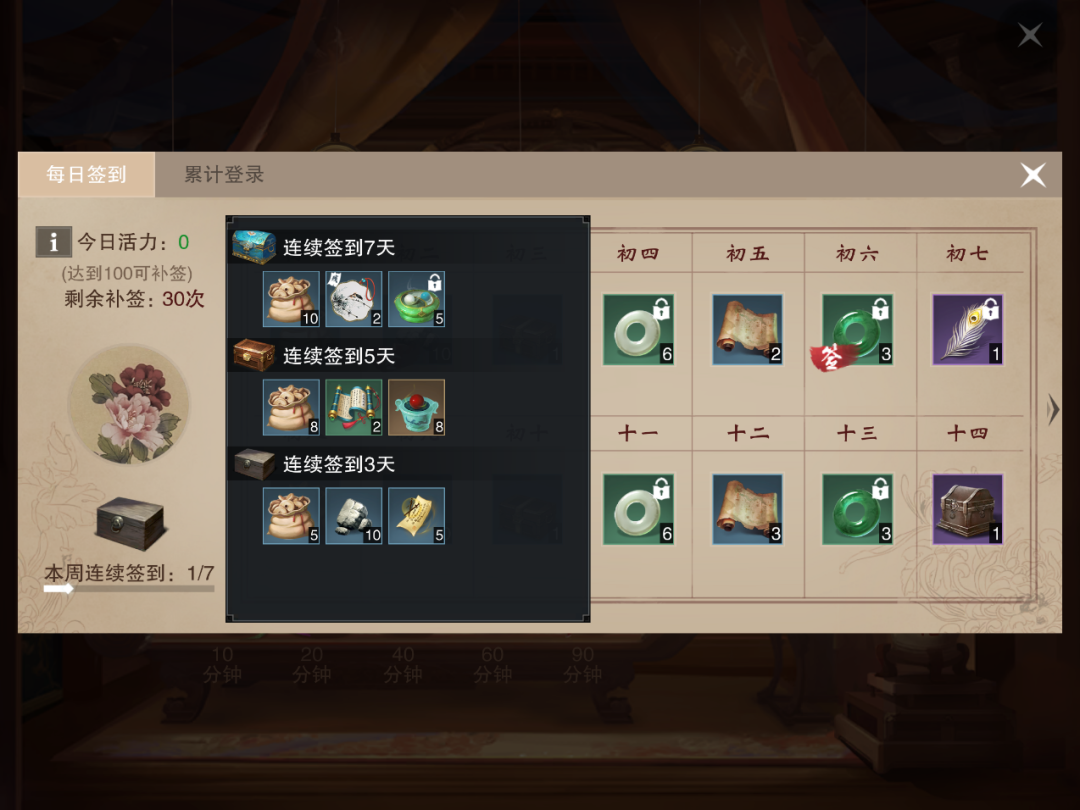 每日签到
累计登录
今日活力：0
(达到100可补签)
剩余补签：30次
本周连续签到：1/7
连续签到7天
10
2
5
连续签到5天
8
2
8
连续签到3天
5
10
5
初四 初五 初六 初七
6
2
签
3
1
十一 十二 十三 十四
6
3
3
1
10 20 40 60 90
分钟 分钟 分钟 分钟 分钟